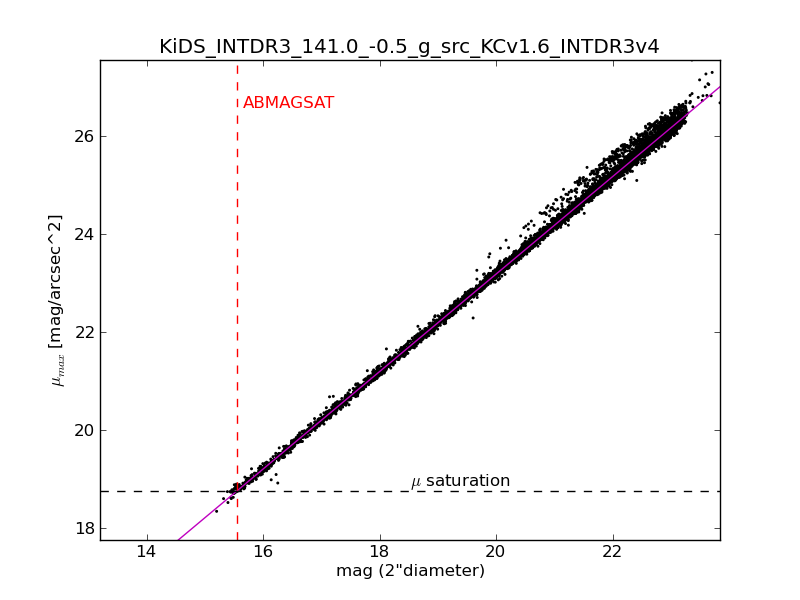 KiDS_INTDR3_141.0_-0.5_g_src_KCv1.6_INTDR3v4
ABMAGSAT
26
24
22
20
18
μmax [mag/arcsec^2]
μ saturation
14 16 18 20 22
mag (2"diameter)